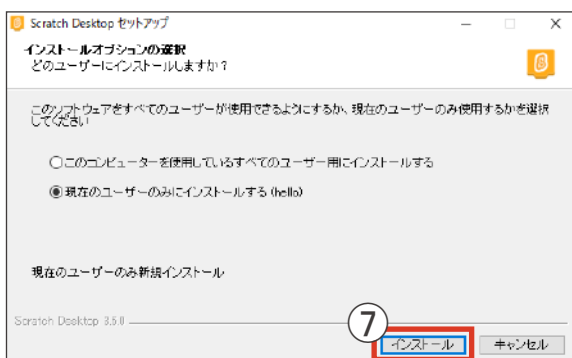 Scratch Desktop セットアップ
インストールオプションの選択
どのユーザーにインストールしますか？
このソフトウェアをすべてのユーザーが使用できるようにするか、現在のユーザーのみ使用するかを選択
してください
このコンピューターを使用しているすべてのユーザー用にインストールする
現在のユーザーのみにインストールする (hello)
現在のユーザーのみ新規インストール
Scratch Desktop 3.6.0
⑦
インストール
キャンセル